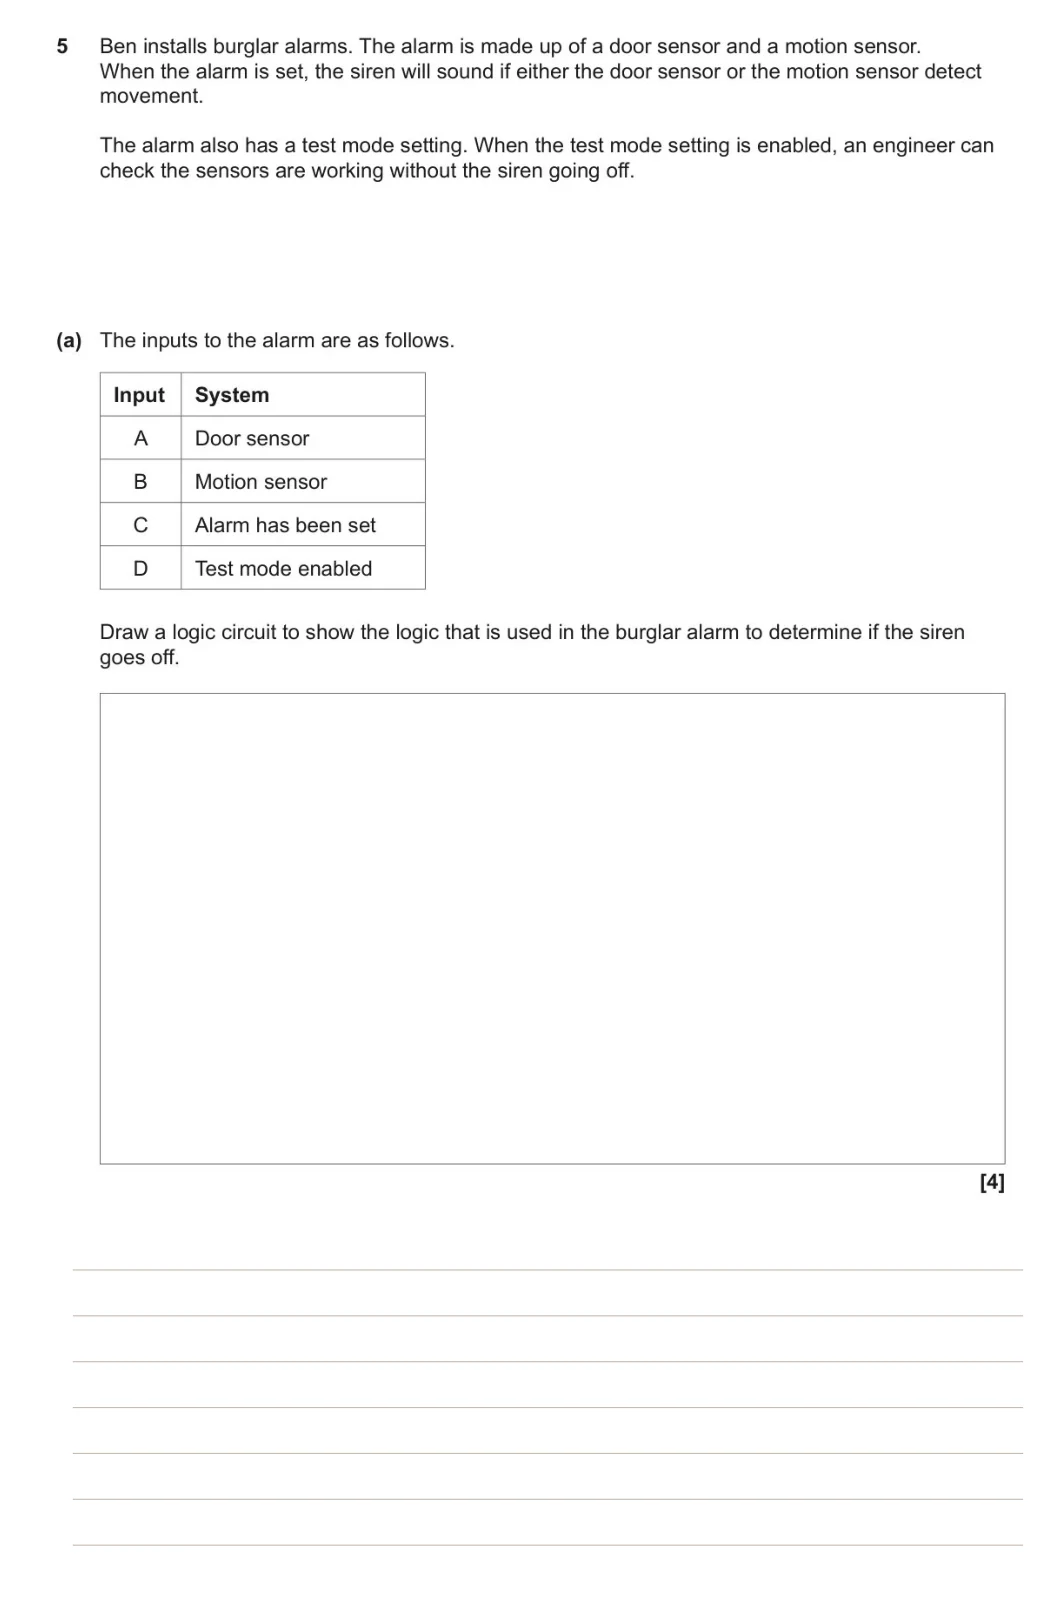 5 Ben installs burglar alarms. The alarm is made up of a door sensor and a motion sensor.
When the alarm is set, the siren will sound if either the door sensor or the motion sensor detect
movement.
The alarm also has a test mode setting. When the test mode setting is enabled, an engineer can
check the sensors are working without the siren going off.
(a) The inputs to the alarm are as follows.
Input System
A Door sensor
B Motion sensor
C Alarm has been set
D Test mode enabled
Draw a logic circuit to show the logic that is used in the burglar alarm to determine if the siren
goes off.
[4]